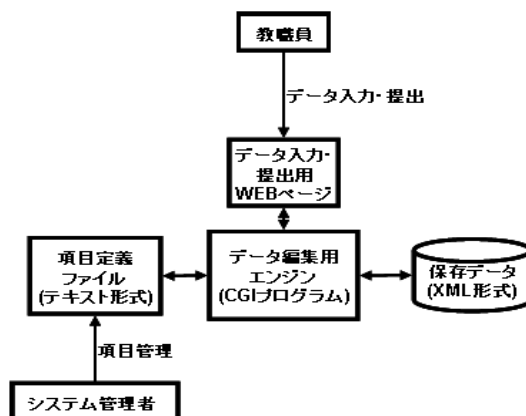 教職員
データ入力・提出
データ入力・
提出用
WEBページ
項目定義
ファイル
(テキスト形式)
データ編集用
エンジン
(CGIプログラム)
保存データ
(XML形式)
項目管理
システム管理者